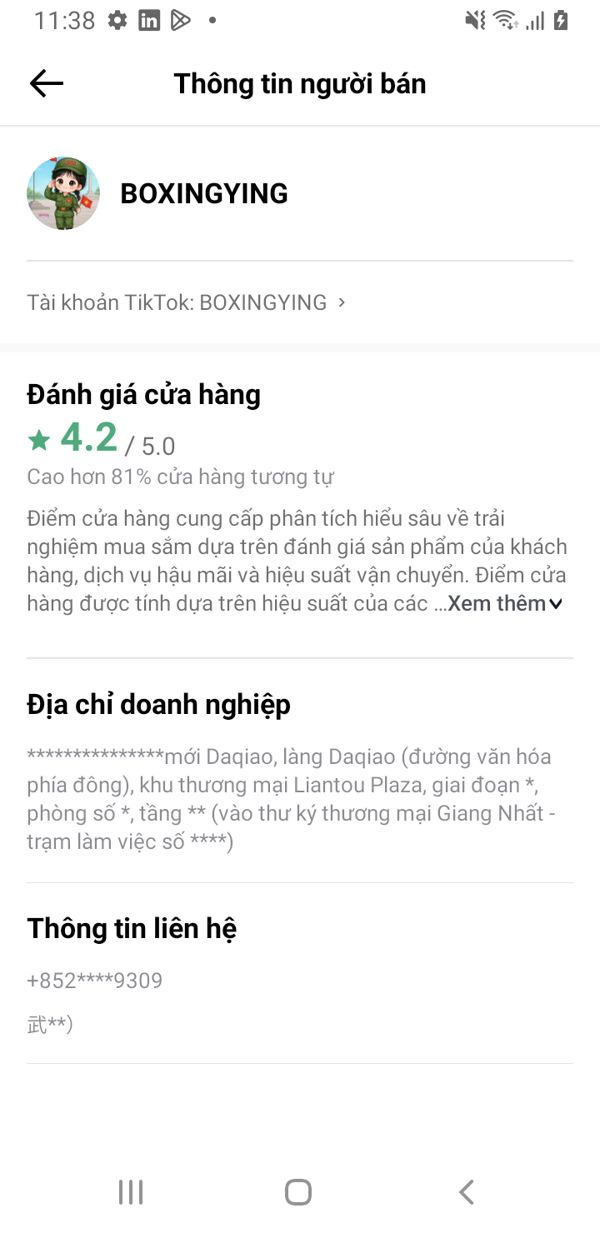 11:38
Thông tin người bán
BOXINGYING
Tài khoản TikTok: BOXINGYING >
Đánh giá cửa hàng
4.2 / 5.0
Cao hơn 81% cửa hàng tương tự
Điểm cửa hàng cung cấp phân tích hiểu sâu về trải
nghiệm mua sắm dựa trên đánh giá sản phẩm của khách
hàng, dịch vụ hậu mãi và hiệu suất vận chuyển. Điểm cửa
hàng được tính dựa trên hiệu suất của các ...Xem thêm
Địa chỉ doanh nghiệp
***************mới Daqiao, làng Daqiao (đường văn hóa
phía đông), khu thương mại Liantou Plaza, giai đoạn *,
phòng số *, tầng ** (vào thư ký thương mại Giang Nhất -
trạm làm việc số ****)
Thông tin liên hệ
+852****9309
武**)